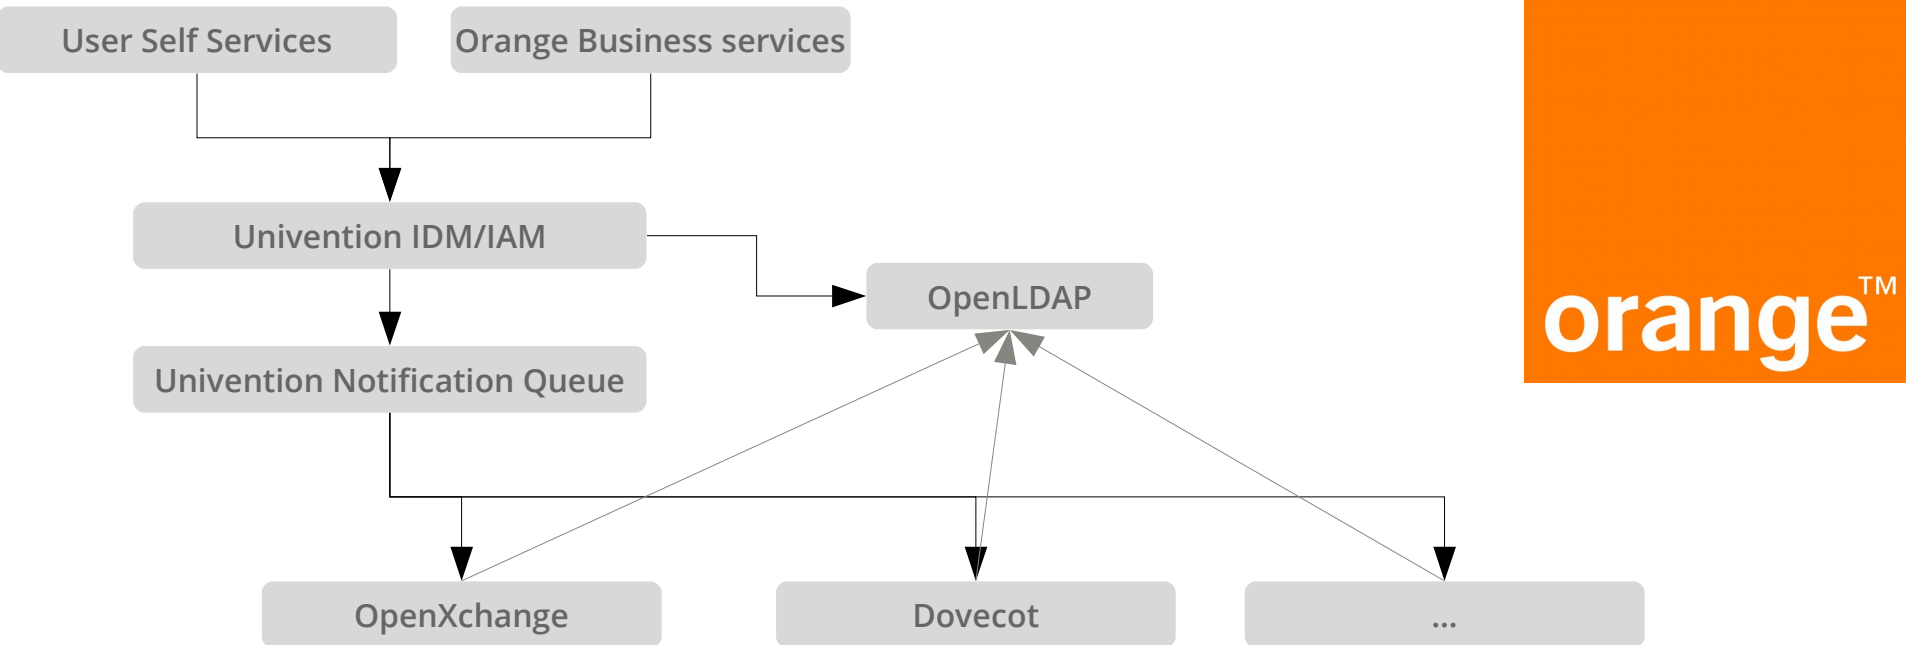 User Self Services
Orange Business services
Univention IDM/IAM
OpenLDAP
orange™
Univention Notification Queue
OpenXchange
Dovecot
...